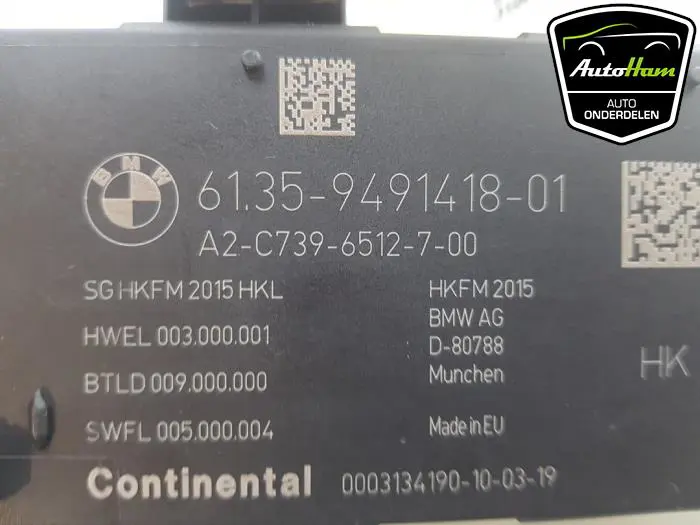 AutoHam
AUTO
ONDERDELEN
BMW
61.35-9491418-01
A2-C739-6512-7-00
SG HKFM 2015 HKL
HWEL 003.000.001
BTLD 009.000.000
SWFL 005.000.004
HKFM 2015
BMW AG
D-80788
Munchen
Made in EU
HK
Continental 0003134190-10-03-19